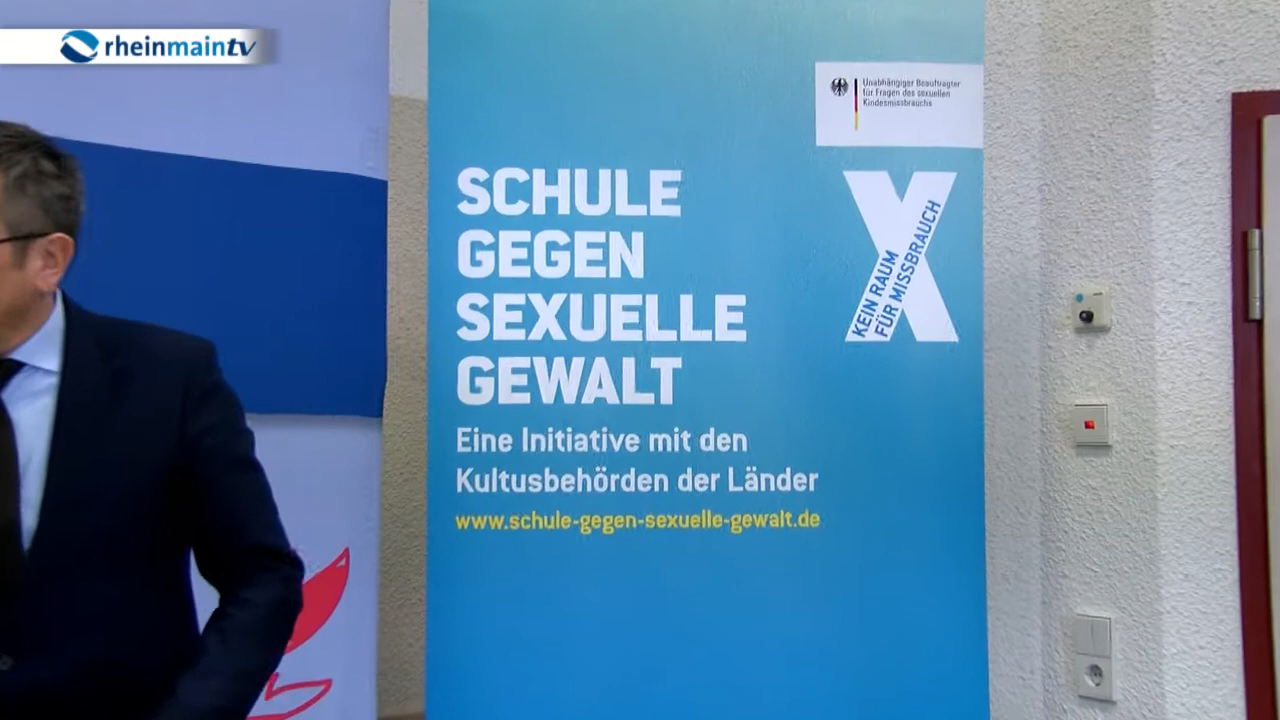 rheinmaintv
Unabhängiger Beauftragter
für Fragen des sexuellen
Kindesmissbrauchs
SCHULE
GEGEN
SEXUELLE
GEWALT
KEIN RAUM
FÜR MISSBRAUCH
Eine Initiative mit den
Kultusbehörden der Länder
www.schule-gegen-sexuelle-gewalt.de